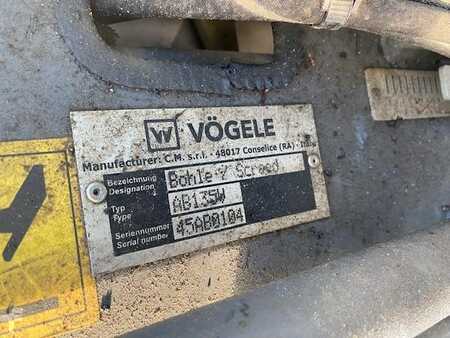 VÖGELE
Manufacturer: C.M. s.r.l. - 48017 Conselice (RA) - Italy
Bezeichnung
Designation
Bohle / Screed
Typ
Type
AB135W
Seriennummer
Serial number
45AB0104